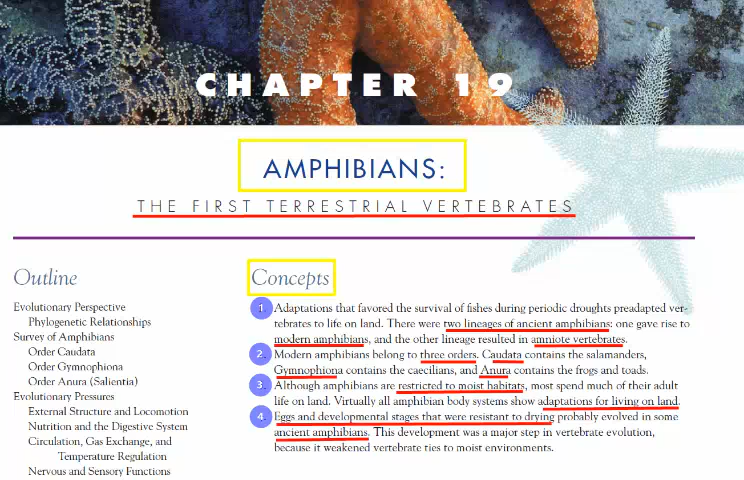 CHAPTER 19
AMPHIBIANS:
THE FIRST TERRESTRIAL VERTEBRATES
Outline
Evolutionary Perspective
Phylogenetic Relationships
Survey of Amphibians
Order Caudata
Order Gymnophiona
Order Anura (Salientia)
Evolutionary Pressures
External Structure and Locomotion
Nutrition and the Digestive System
Circulation, Gas Exchange, and
Temperature Regulation
Nervous and Sensory Functions
Concepts
1 Adaptations that favored the survival of fishes during periodic droughts preadapted ver-
tebrates to life on land. There were two lineages of ancient amphibians: one gave rise to
modern amphibians, and the other lineage resulted in amniote vertebrates.
2 Modern amphibians belong to three orders. Caudata contains the salamanders,
Gymnophiona contains the caecilians, and Anura contains the frogs and toads.
3 Although amphibians are restricted to moist habitats, most spend much of their adult
life on land. Virtually all amphibian body systems show adaptations for living on land.
4 Eggs and developmental stages that were resistant to drying probably evolved in some
ancient amphibians. This development was a major step in vertebrate evolution,
because it weakened vertebrate ties to moist environments.